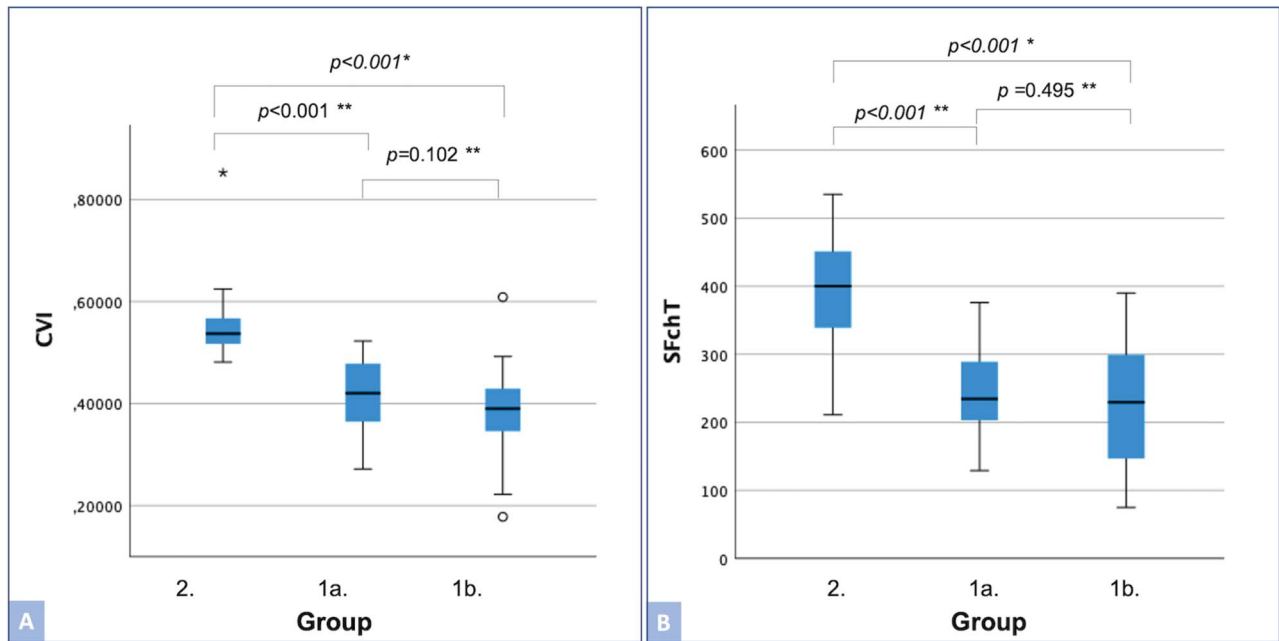 p<0.001*
p<0.001 **
p=0.102 **
*
,80000
,60000
,40000
,20000
CVI
2. 1a. 1b.
Group
A
p<0.001 *
p =0.495 **
p<0.001 **
600
500
400
300
200
100
0
SFchT
2. 1a. 1b.
Group
B